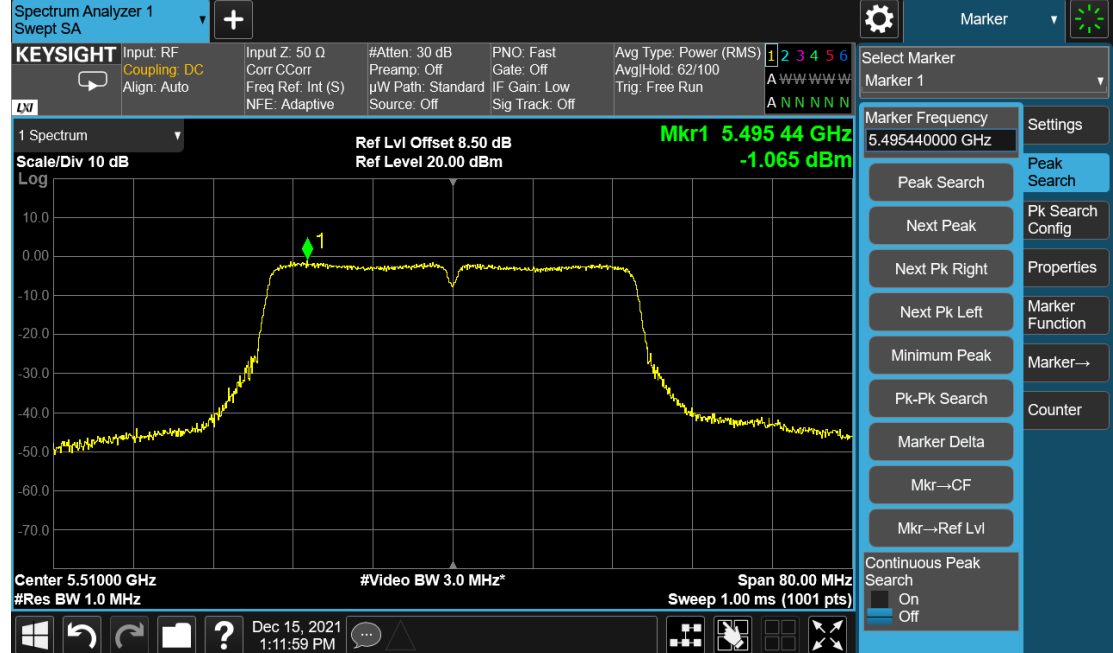 Spectrum Analyzer 1
Swept SA
+
Marker
KEYSIGHT
LXI
Input: RF
Coupling: DC
Align: Auto
Input Z: 50 Ω
Corr CCorr
Freq Ref: Int (S)
NFE: Adaptive
#Atten: 30 dB
Preamp: Off
µW Path: Standard
Source: Off
PNO: Fast
Gate: Off
IF Gain: Low
Sig Track: Off
Avg Type: Power (RMS)
Avg|Hold: 62/100
Trig: Free Run
1 2 3 4 5 6
A W W W W W
A N N N N N
Select Marker
Marker 1
1 Spectrum
Scale/Div 10 dB
Ref Lvl Offset 8.50 dB
Ref Level 20.00 dBm
Mkr1 5.495 44 GHz
-1.065 dBm
Log
10.0
0.00
-10.0
-20.0
-30.0
-40.0
-50.0
-60.0
-70.0
1
Center 5.51000 GHz
#Res BW 1.0 MHz
#Video BW 3.0 MHz*
Span 80.00 MHz
Sweep 1.00 ms (1001 pts)
Marker Frequency
5.495440000 GHz
Peak Search
Next Peak
Next Pk Right
Next Pk Left
Minimum Peak
Pk-Pk Search
Marker Delta
Mkr→CF
Mkr→Ref Lvl
Continuous Peak
Search
On
Off
Settings
Peak
Search
Pk Search
Config
Properties
Marker
Function
Marker→
Counter
?
Dec 15, 2021
1:11:59 PM